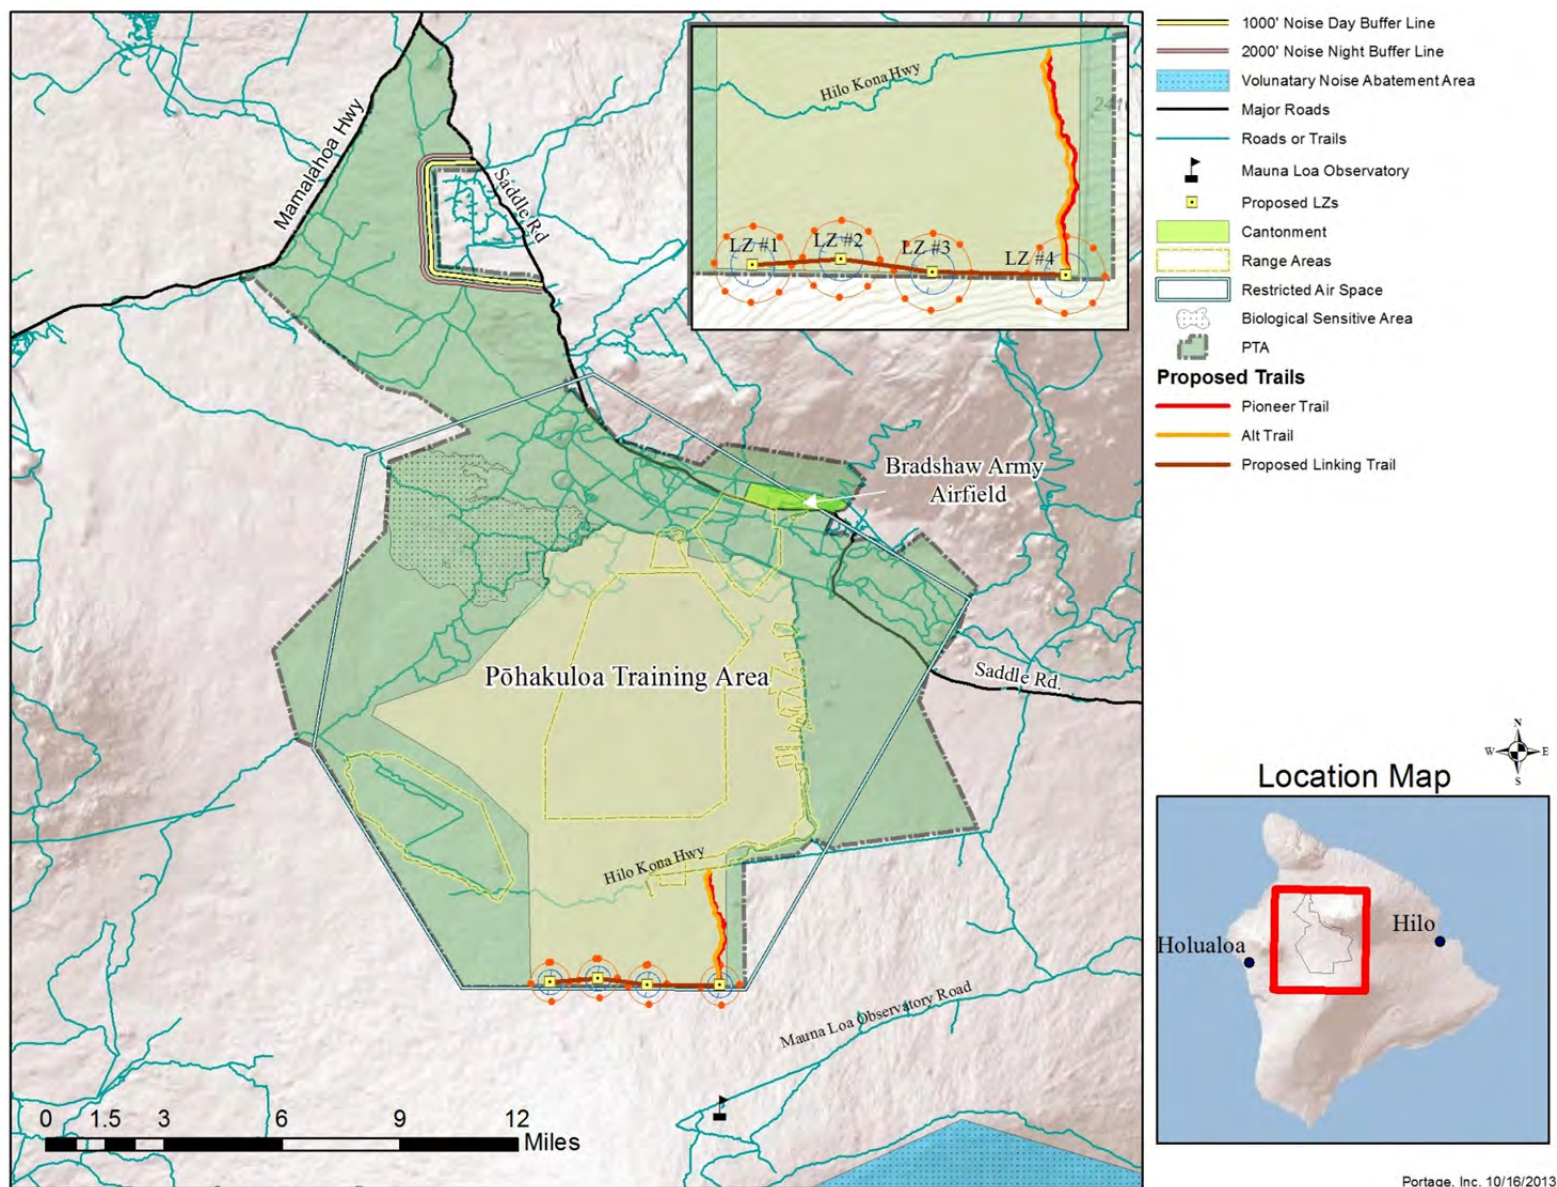 1000' Noise Day Buffer Line
2000' Noise Night Buffer Line
Volunatary Noise Abatement Area
Major Roads
Roads or Trails
Mauna Loa Observatory
Proposed LZs
Cantonment
Range Areas
Restricted Air Space
Biological Sensitive Area
PTA
Proposed Trails
Pioneer Trail
Alt Trail
Proposed Linking Trail
Mamalahoa Hwy
Saddle Rd
Hilo Kona Hwy
LZ #1
LZ #2
LZ #3
LZ #4
Bradshaw Army
Airfield
Pōhakuloa Training Area
Saddle Rd.
Hilo Kona Hwy
Mauna Loa Observatory Road
0 1.5 3 6 9 12
Miles
N
W E
S
Location Map
Hilo
Holualoa
Portage, Inc. 10/16/2013